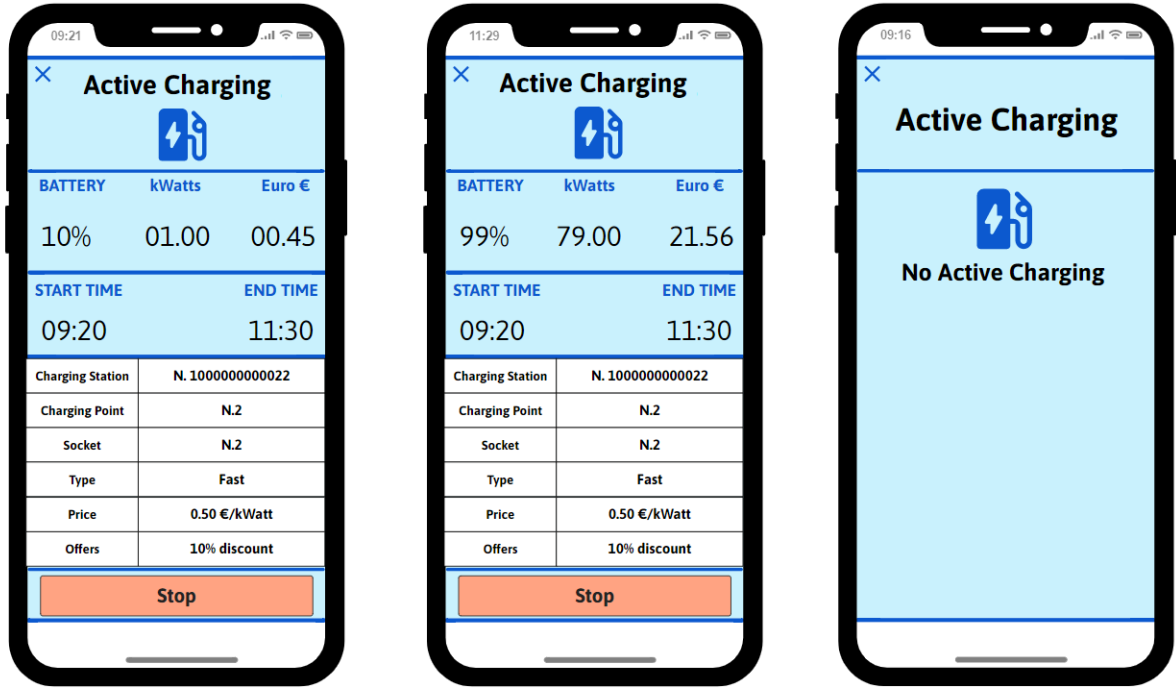 09:21
Active Charging
BATTERY kWatts Euro €
10% 01.00 00.45
START TIME END TIME
09:20 11:30
Charging Station N. 1000000000022
Charging Point N.2
Socket N.2
Type Fast
Price 0.50 €/kWatt
Offers 10% discount
Stop
11:29
Active Charging
BATTERY kWatts Euro €
99% 79.00 21.56
START TIME END TIME
09:20 11:30
Charging Station N. 1000000000022
Charging Point N.2
Socket N.2
Type Fast
Price 0.50 €/kWatt
Offers 10% discount
Stop
09:16
Active Charging
No Active Charging